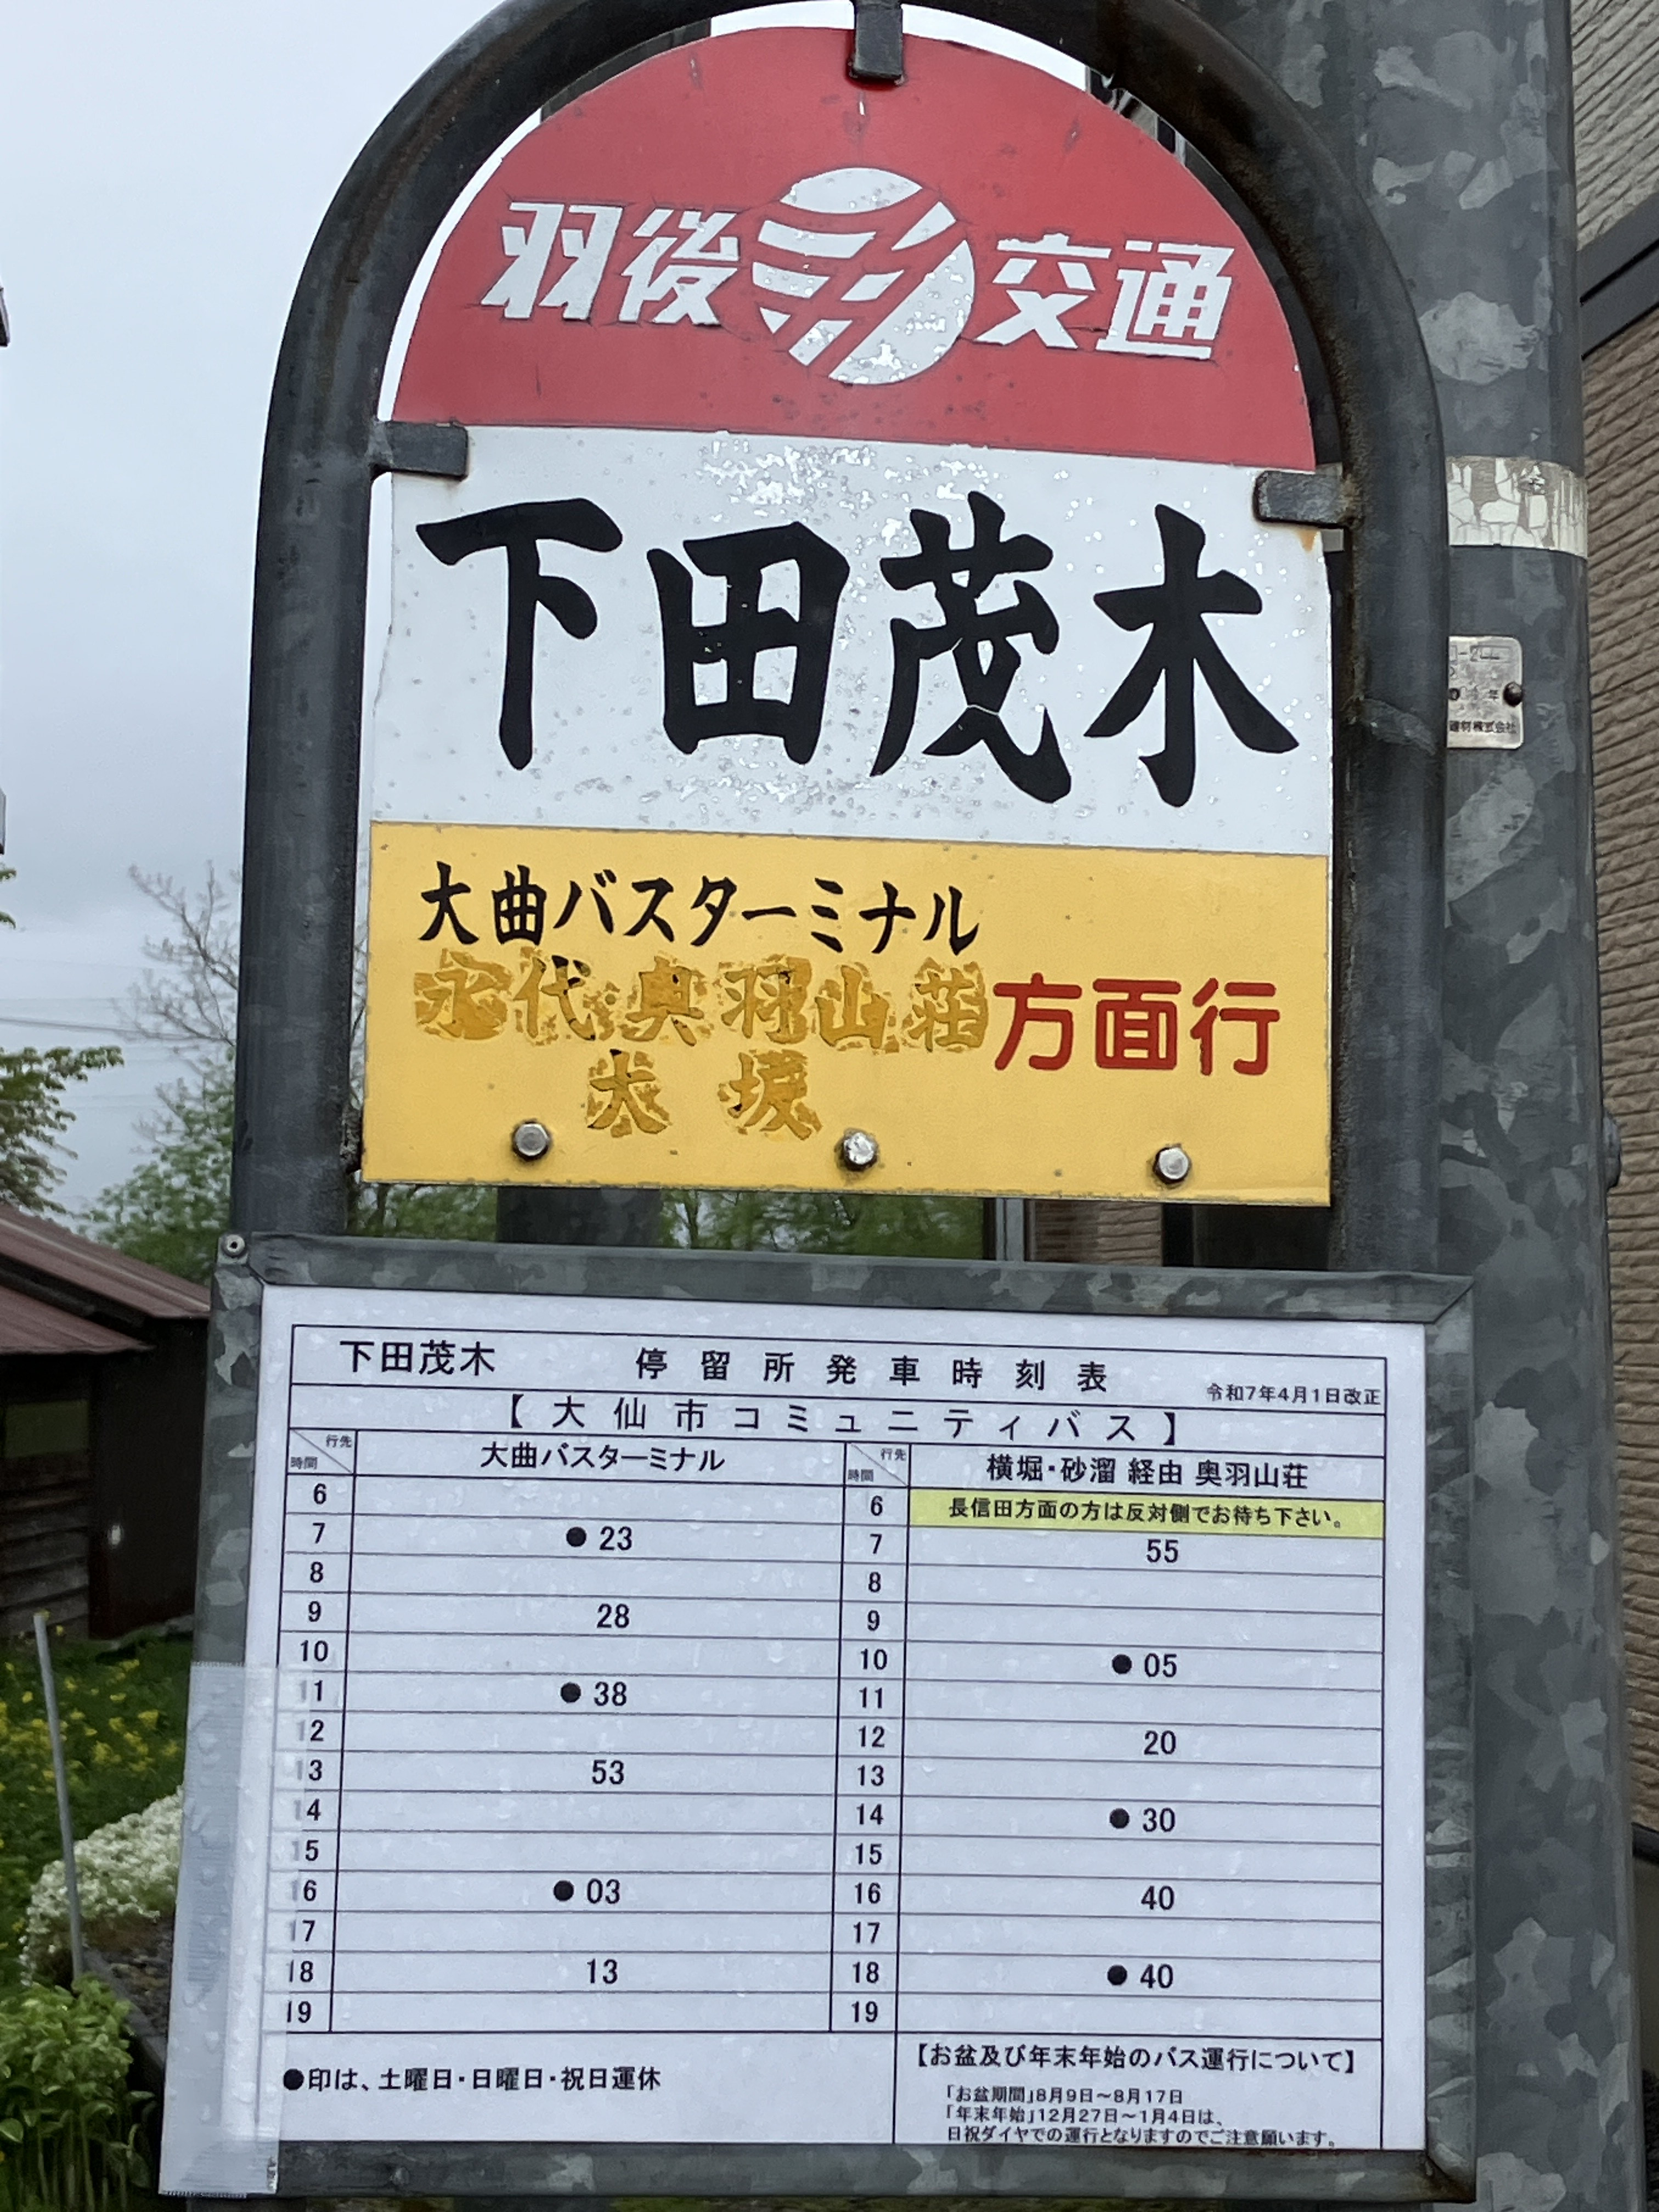 羽後交通
下田茂木
大曲バスターミナル
永代・奥羽山荘
方面行
下田茂木 停留所発車時刻表
令和7年4月1日改正
【大仙市コミュニティバス】
時間 行先 大曲バスターミナル 時間 行先 横堀・砂溜 経由 奥羽山荘
6 6 長信田方面の方は反対側でお待ち下さい。
7 ●23 7 55
8 8
9 28 9
10 10 ●05
11 ●38 11
12 12 20
13 53 13
14 14 ●30
15 15
16 ●03 16 40
17 17
18 13 18 ●40
19 19
●印は、土曜日・日曜日・祝日運休
【お盆及び年末年始のバス運行について】
「お盆期間」8月9日～8月17日
「年末年始」12月27日～1月4日は、
日祝ダイヤでの運行となりますのでご注意願います。